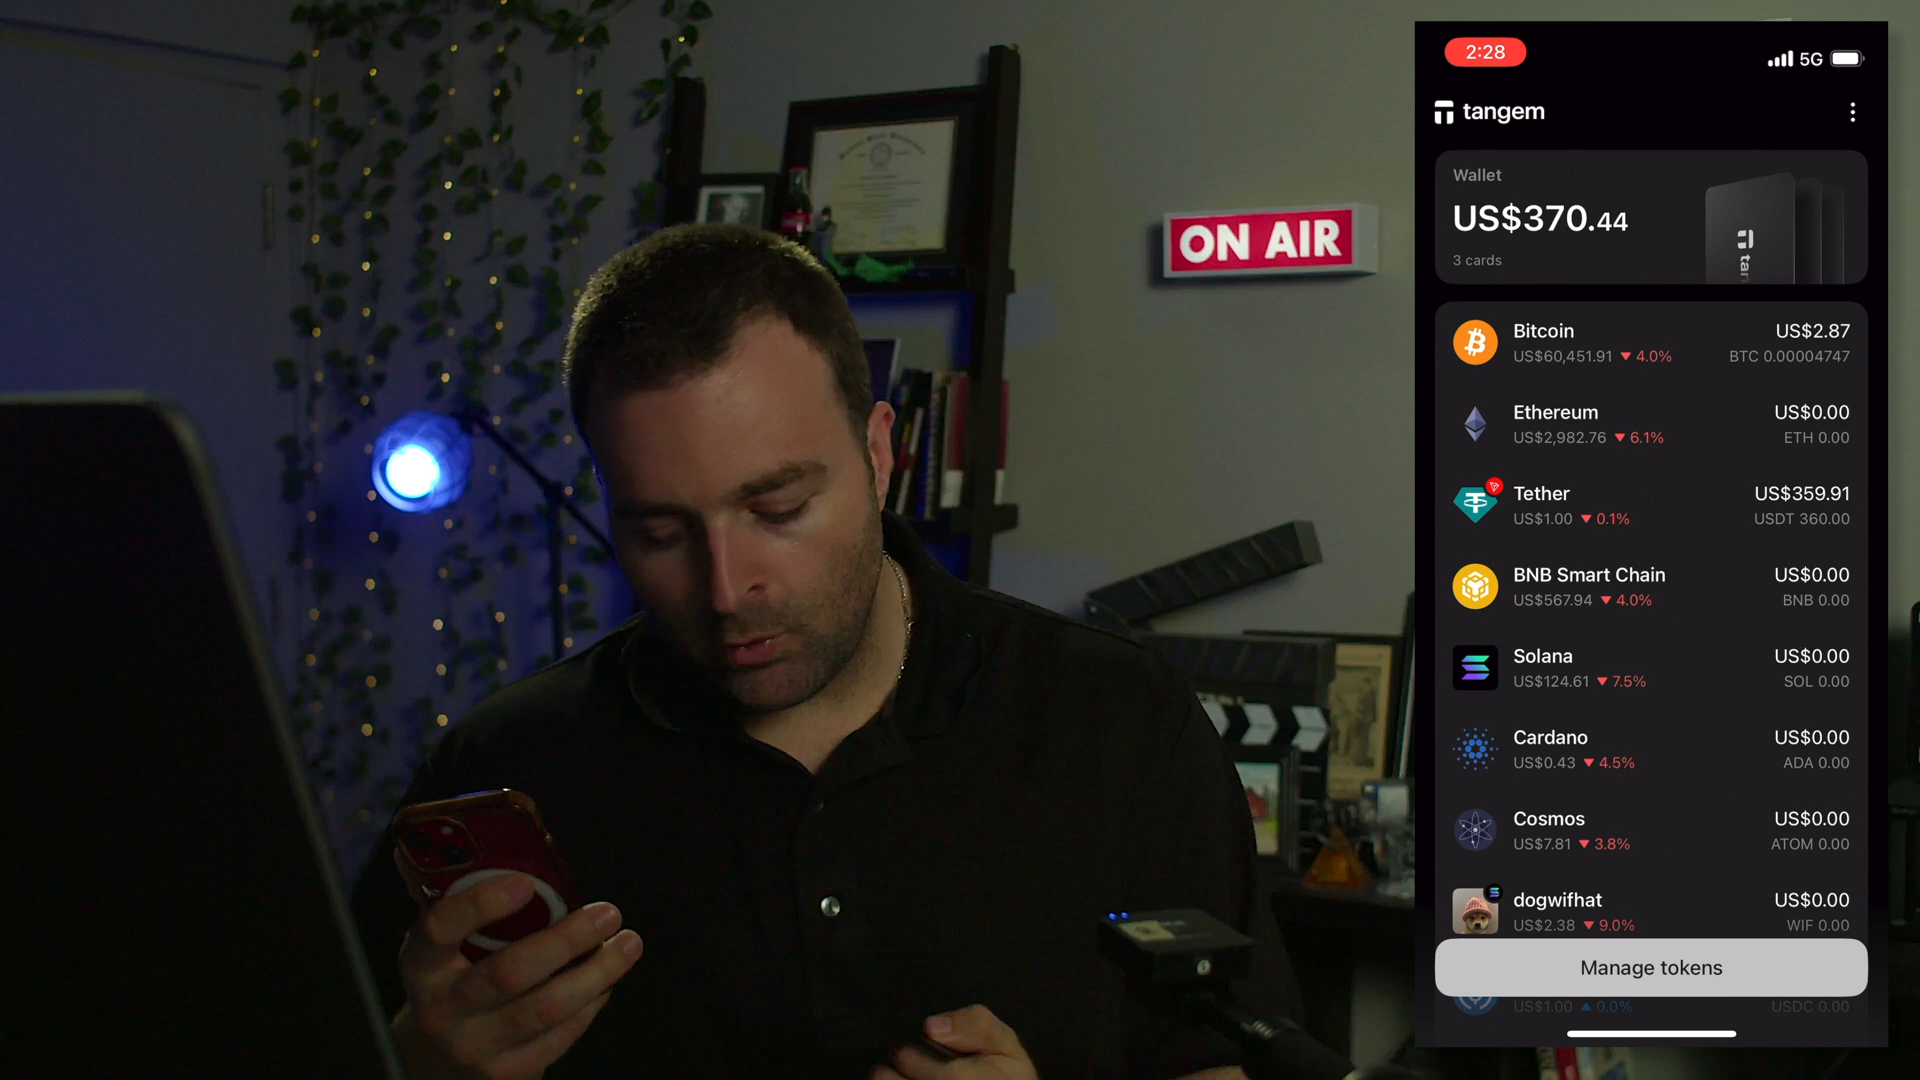 ON AIR
2:28
5G
tangem
Wallet
US$370.44
3 cards
tan
Bitcoin US$2.87
US$60,451.91 ▼ 4.0% BTC 0.00004747
Ethereum US$0.00
US$2,982.76 ▼ 6.1% ETH 0.00
Tether US$359.91
US$1.00 ▼ 0.1% USDT 360.00
BNB Smart Chain US$0.00
US$567.94 ▼ 4.0% BNB 0.00
Solana US$0.00
US$124.61 ▼ 7.5% SOL 0.00
Cardano US$0.00
US$0.43 ▼ 4.5% ADA 0.00
Cosmos US$0.00
US$7.81 ▼ 3.8% ATOM 0.00
dogwifhat US$0.00
US$2.38 ▼ 9.0% WIF 0.00
Manage tokens
US$1.00 ▲ 0.0% USDC 0.00